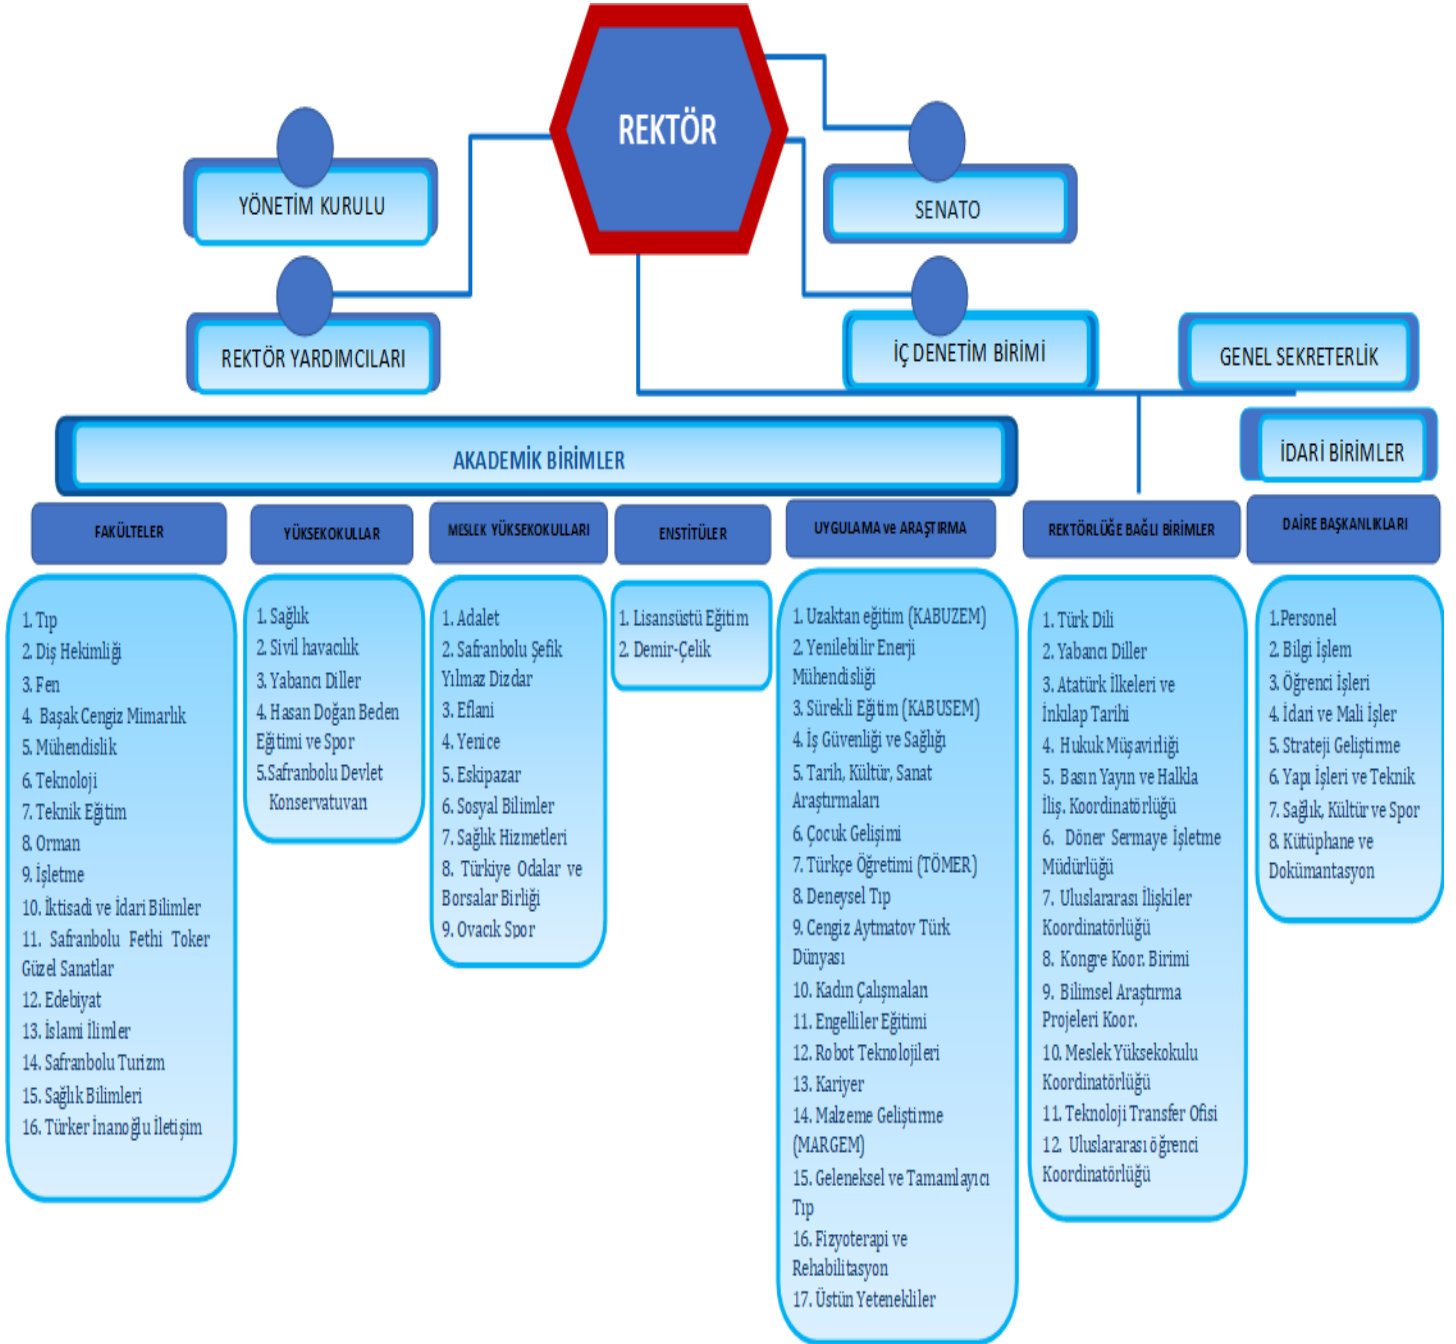 REKTÖR
YÖNETİM KURULU
SENATO
REKTÖR YARDIMCILARI
İÇ DENETİM BİRİMİ
GENEL SEKRETERLİK
AKADEMİK BİRİMLER
İDARİ BİRİMLER
FAKÜLTELER
1. Tıp
2. Diş Hekimliği
3. Fen
4. Başak Cengiz Mimarlık
5. Mühendislik
6. Teknoloji
7. Teknik Eğitim
8. Orman
9. İşletme
10. İktisadi ve İdari Bilimler
11. Safranbolu Fethi Toker
Güzel Sanatlar
12. Edebiyat
13. İslami İlimler
14. Safranbolu Turizm
15. Sağlık Bilimleri
16. Türker İnanoğlu İletişim
YÜKSEKOKULLAR
1. Sağlık
2. Sivil havacılık
3. Yabancı Diller
4. Hasan Doğan Beden
Eğitimi ve Spor
5.Safranbolu Devlet
Konservatuvarı
MESLEK YÜKSEKOKULLARI
1. Adalet
2. Safranbolu Şefik
Yılmaz Dizdar
3. Eflani
4. Yenice
5. Eskipazar
6. Sosyal Bilimler
7. Sağlık Hizmetleri
8. Türkiye Odalar ve
Borsalar Birliği
9. Ovacık Spor
ENSTİTÜLER
1. Lisansüstü Eğitim
2. Demir-Çelik
UYGULAMA ve ARAŞTIRMA
1. Uzaktan eğitim (KABUZEM)
2. Yenilebilir Enerji
Mühendisliği
3. Sürekli Eğitim (KABUSEM)
4. İş Güvenliği ve Sağlığı
5. Tarih, Kültür, Sanat
Araştırmaları
6. Çocuk Gelişimi
7. Türkçe Öğretimi (TÖMER)
8. Deneysel Tıp
9. Cengiz Aytmatov Türk
Dünyası
10. Kadın Çalışmaları
11. Engelliler Eğitimi
12. Robot Teknolojileri
13. Kariyer
14. Malzeme Geliştirme
(MARGEM)
15. Geleneksel ve Tamamlayıcı
Tıp
16. Fizyoterapi ve
Rehabilitasyon
17. Üstün Yetenekliler
REKTÖRLÜĞE BAĞLI BİRİMLER
1. Türk Dili
2. Yabancı Diller
3. Atatürk İlkeleri ve
İnkılap Tarihi
4. Hukuk Müşavirliği
5. Basın Yayın ve Halkla
İliş. Koordinatörlüğü
6. Döner Sermaye İşletme
Müdürlüğü
7. Uluslararası İlişkiler
Koordinatörlüğü
8. Kongre Koor. Birimi
9. Bilimsel Araştırma
Projeleri Koor.
10. Meslek Yüksekokulu
Koordinatörlüğü
11. Teknoloji Transfer Ofisi
12. Uluslararası öğrenci
Koordinatörlüğü
DAİRE BAŞKANLIKLARI
1.Personel
2. Bilgi İşlem
3. Öğrenci İşleri
4. İdari ve Mali İşler
5. Strateji Geliştirme
6. Yapı İşleri ve Teknik
7. Sağlık, Kültür ve Spor
8. Kütüphane ve
Dokümantasyon